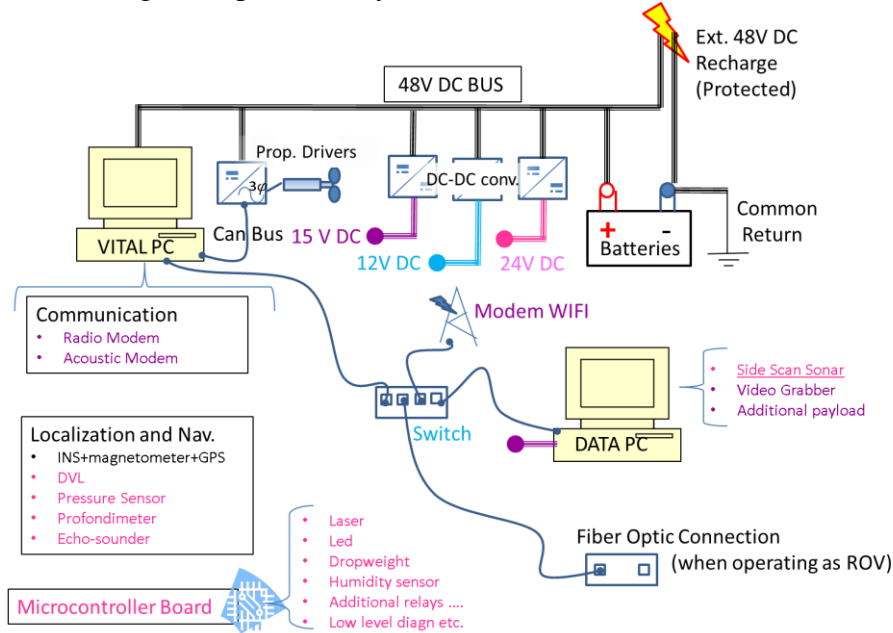 Ext. 48V DC
Recharge
(Protected)
48V DC BUS
Prop. Drivers
3φ
DC-DC conv.
VITAL PC
Can Bus
15 V DC
12V DC
24V DC
+
-
Batteries
Common
Return
Communication
• Radio Modem
• Acoustic Modem
Modem WIFI
• Side Scan Sonar
• Video Grabber
• Additional payload
Switch
DATA PC
Localization and Nav.
• INS+magnetometer+GPS
• DVL
• Pressure Sensor
• Profondimeter
• Echo-sounder
Fiber Optic Connection
(when operating as ROV)
Microcontroller Board
• Laser
• Led
• Dropweight
• Humidity sensor
• Additional relays ....
• Low level diagn etc.